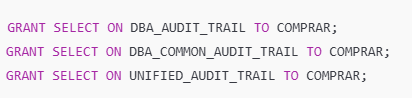 GRANT SELECT ON DBA_AUDIT_TRAIL TO COMPRAR;
GRANT SELECT ON DBA_COMMON_AUDIT_TRAIL TO COMPRAR;
GRANT SELECT ON UNIFIED_AUDIT_TRAIL TO COMPRAR;